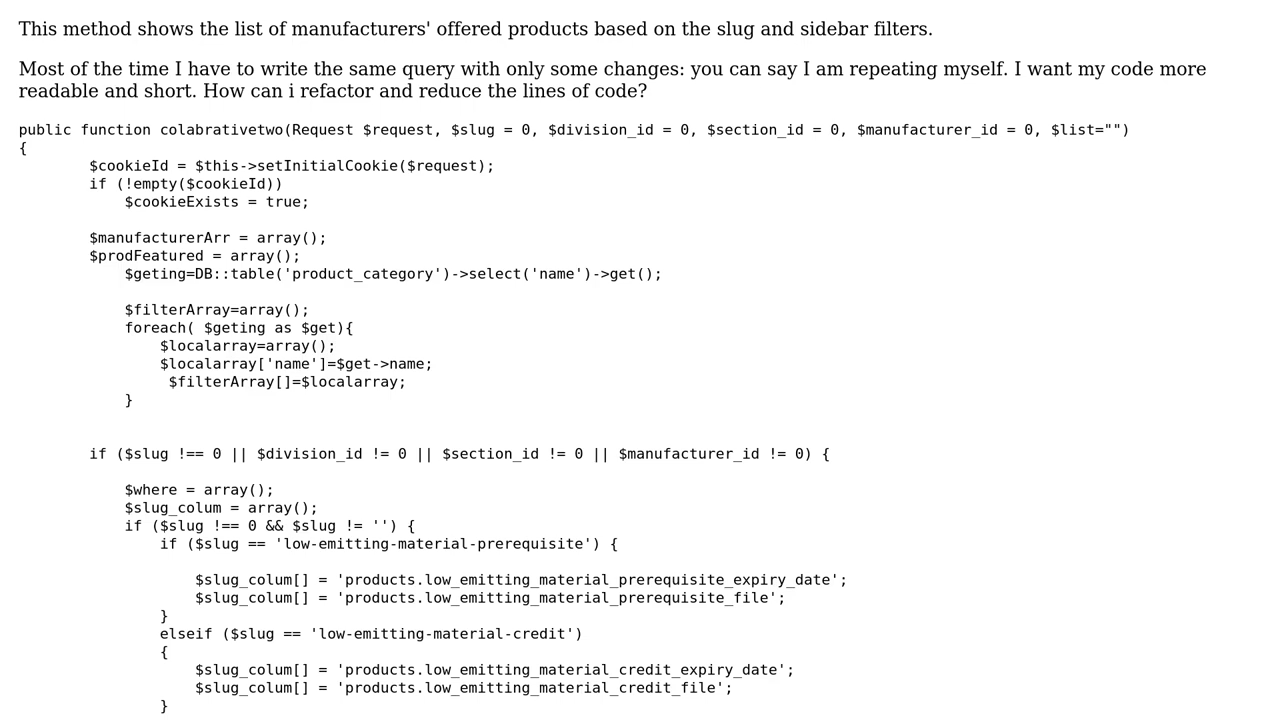 This method shows the list of manufacturers' offered products based on the slug and sidebar filters.
Most of the time I have to write the same query with only some changes: you can say I am repeating myself. I want my code more
readable and short. How can i refactor and reduce the lines of code?
public function colabrativetwo(Request $request, $slug = 0, $division_id = 0, $section_id = 0, $manufacturer_id = 0, $list="")
{
        $cookieId = $this->setInitialCookie($request);
        if (!empty($cookieId))
            $cookieExists = true;

        $manufacturerArr = array();
        $prodFeatured = array();
            $geting=DB::table('product_category')->select('name')->get();

            $filterArray=array();
            foreach( $geting as $get){
                $localarray=array();
                $localarray['name']=$get->name;
                 $filterArray[]=$localarray;
            }


        if ($slug !== 0 || $division_id != 0 || $section_id != 0 || $manufacturer_id != 0) {

            $where = array();
            $slug_colum = array();
            if ($slug !== 0 && $slug != '') {
                if ($slug == 'low-emitting-material-prerequisite') {

                    $slug_colum[] = 'products.low_emitting_material_prerequisite_expiry_date';
                    $slug_colum[] = 'products.low_emitting_material_prerequisite_file';
                }
                elseif ($slug == 'low-emitting-material-credit')
                {
                    $slug_colum[] = 'products.low_emitting_material_credit_expiry_date';
                    $slug_colum[] = 'products.low_emitting_material_credit_file';
                }